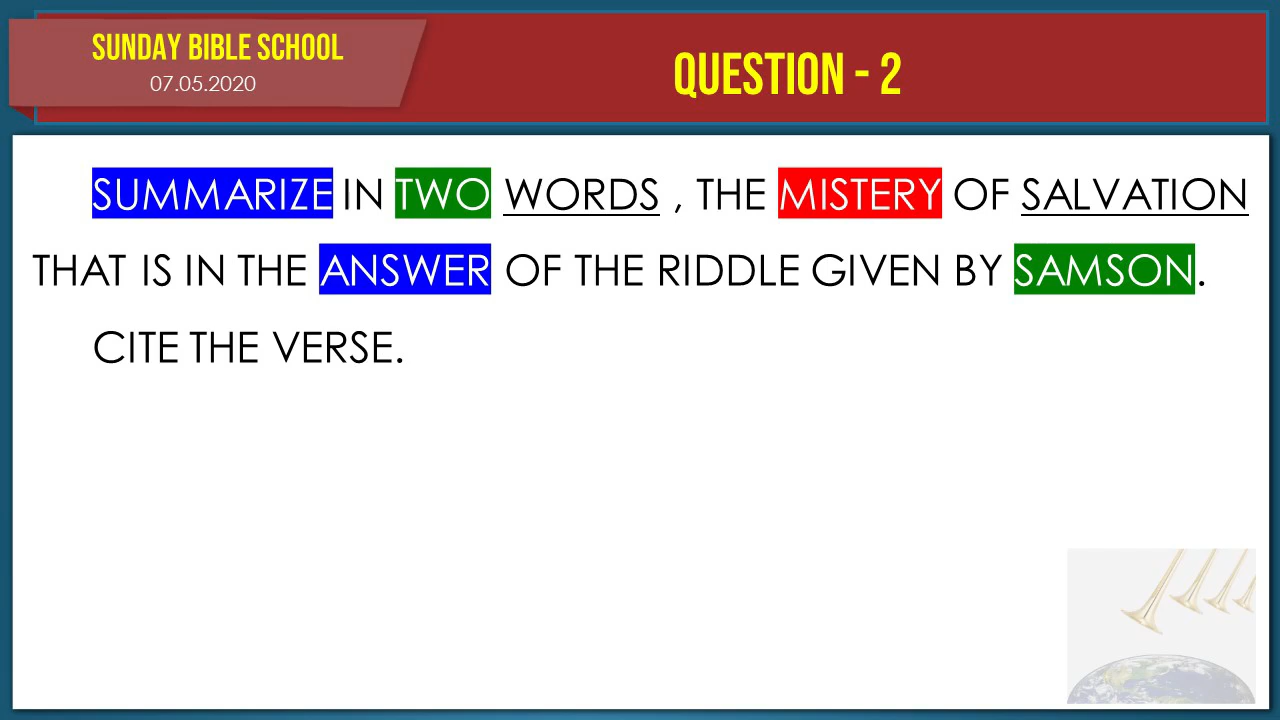 SUNDAY BIBLE SCHOOL
07.05.2020
QUESTION - 2
SUMMARIZE IN TWO WORDS , THE MISTERY OF SALVATION
THAT IS IN THE ANSWER OF THE RIDDLE GIVEN BY SAMSON.
CITE THE VERSE.